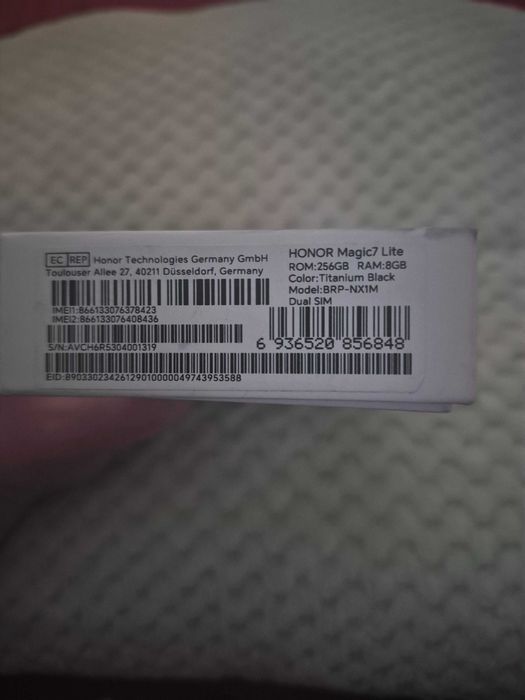 EC REP Honor Technologies Germany GmbH
Toulouser Allee 27, 40211 Düsseldorf, Germany
IMEI1:866133076378423
IMEI2:866133076408436
S/N:AVCH6R5304001319
EID:89033023426129010000049743953588
HONOR Magic7 Lite
ROM:256GB RAM:8GB
Color:Titanium Black
Model:BRP-NX1M
Dual SIM
6 936520 856848